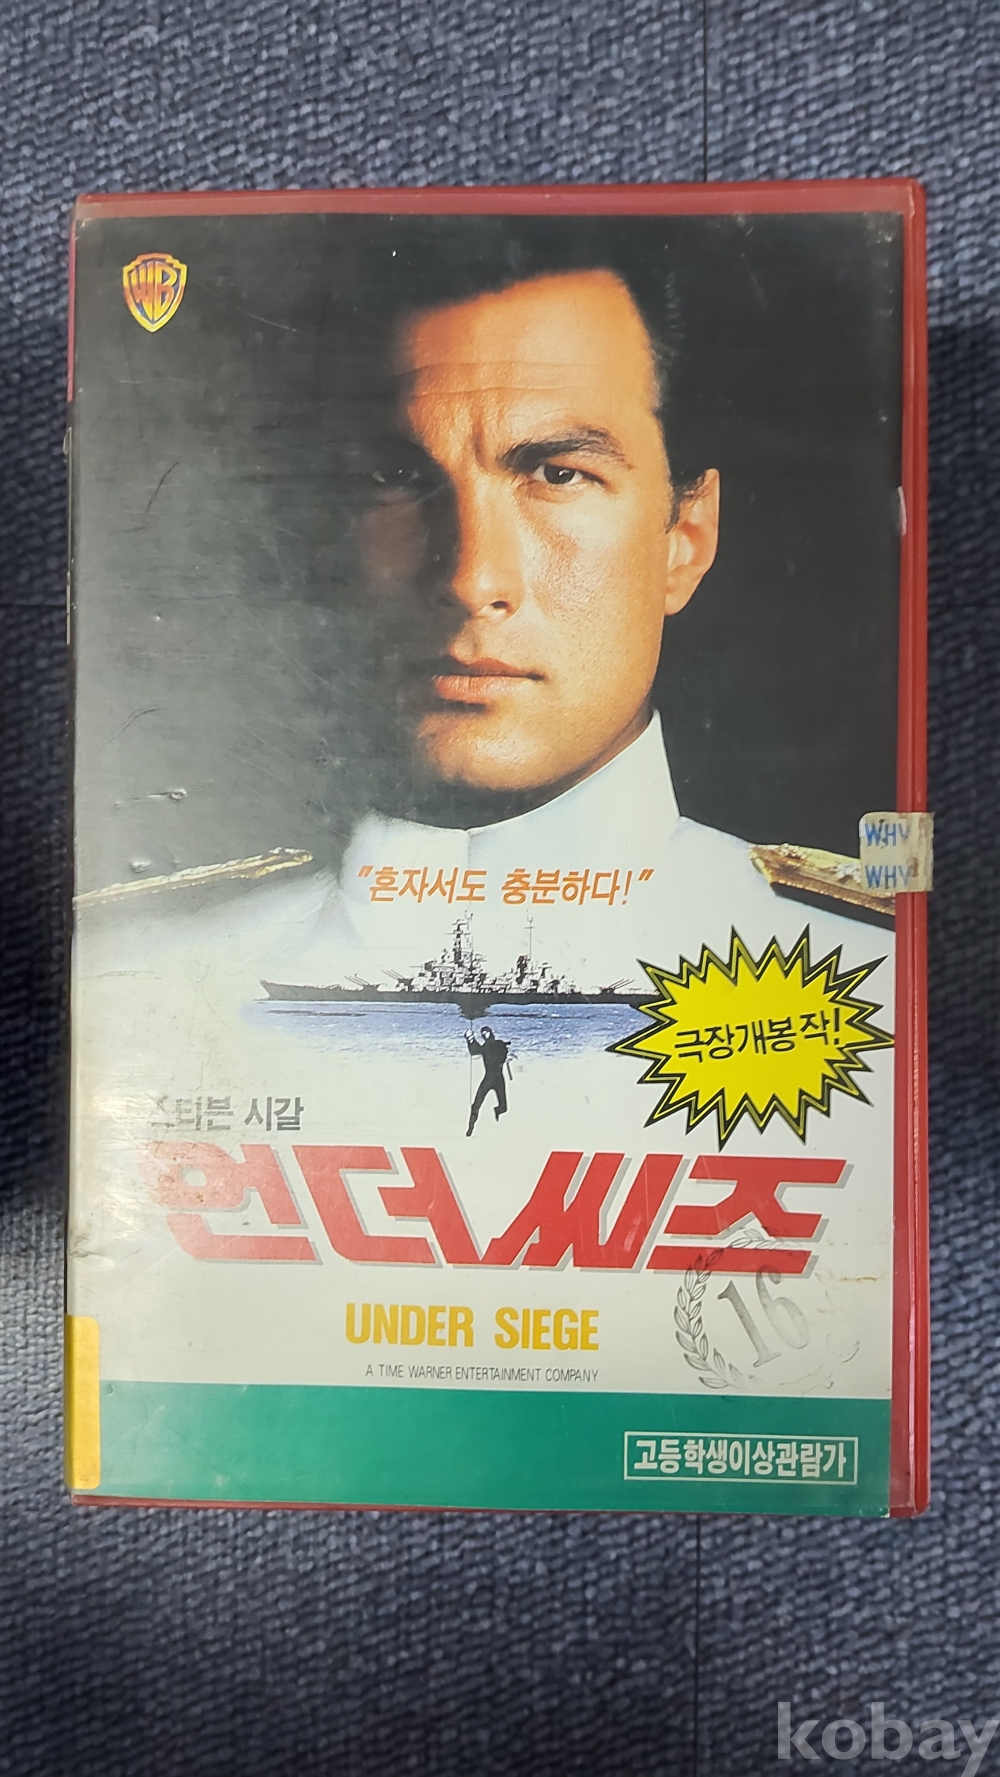 WB
"혼자서도 충분하다!"
WHV
WHV
극장개봉작!
스티븐 시갈
언더 씨즈
16
UNDER SIEGE
A TIME WARNER ENTERTAINMENT COMPANY
고등학생이상관람가
kobay